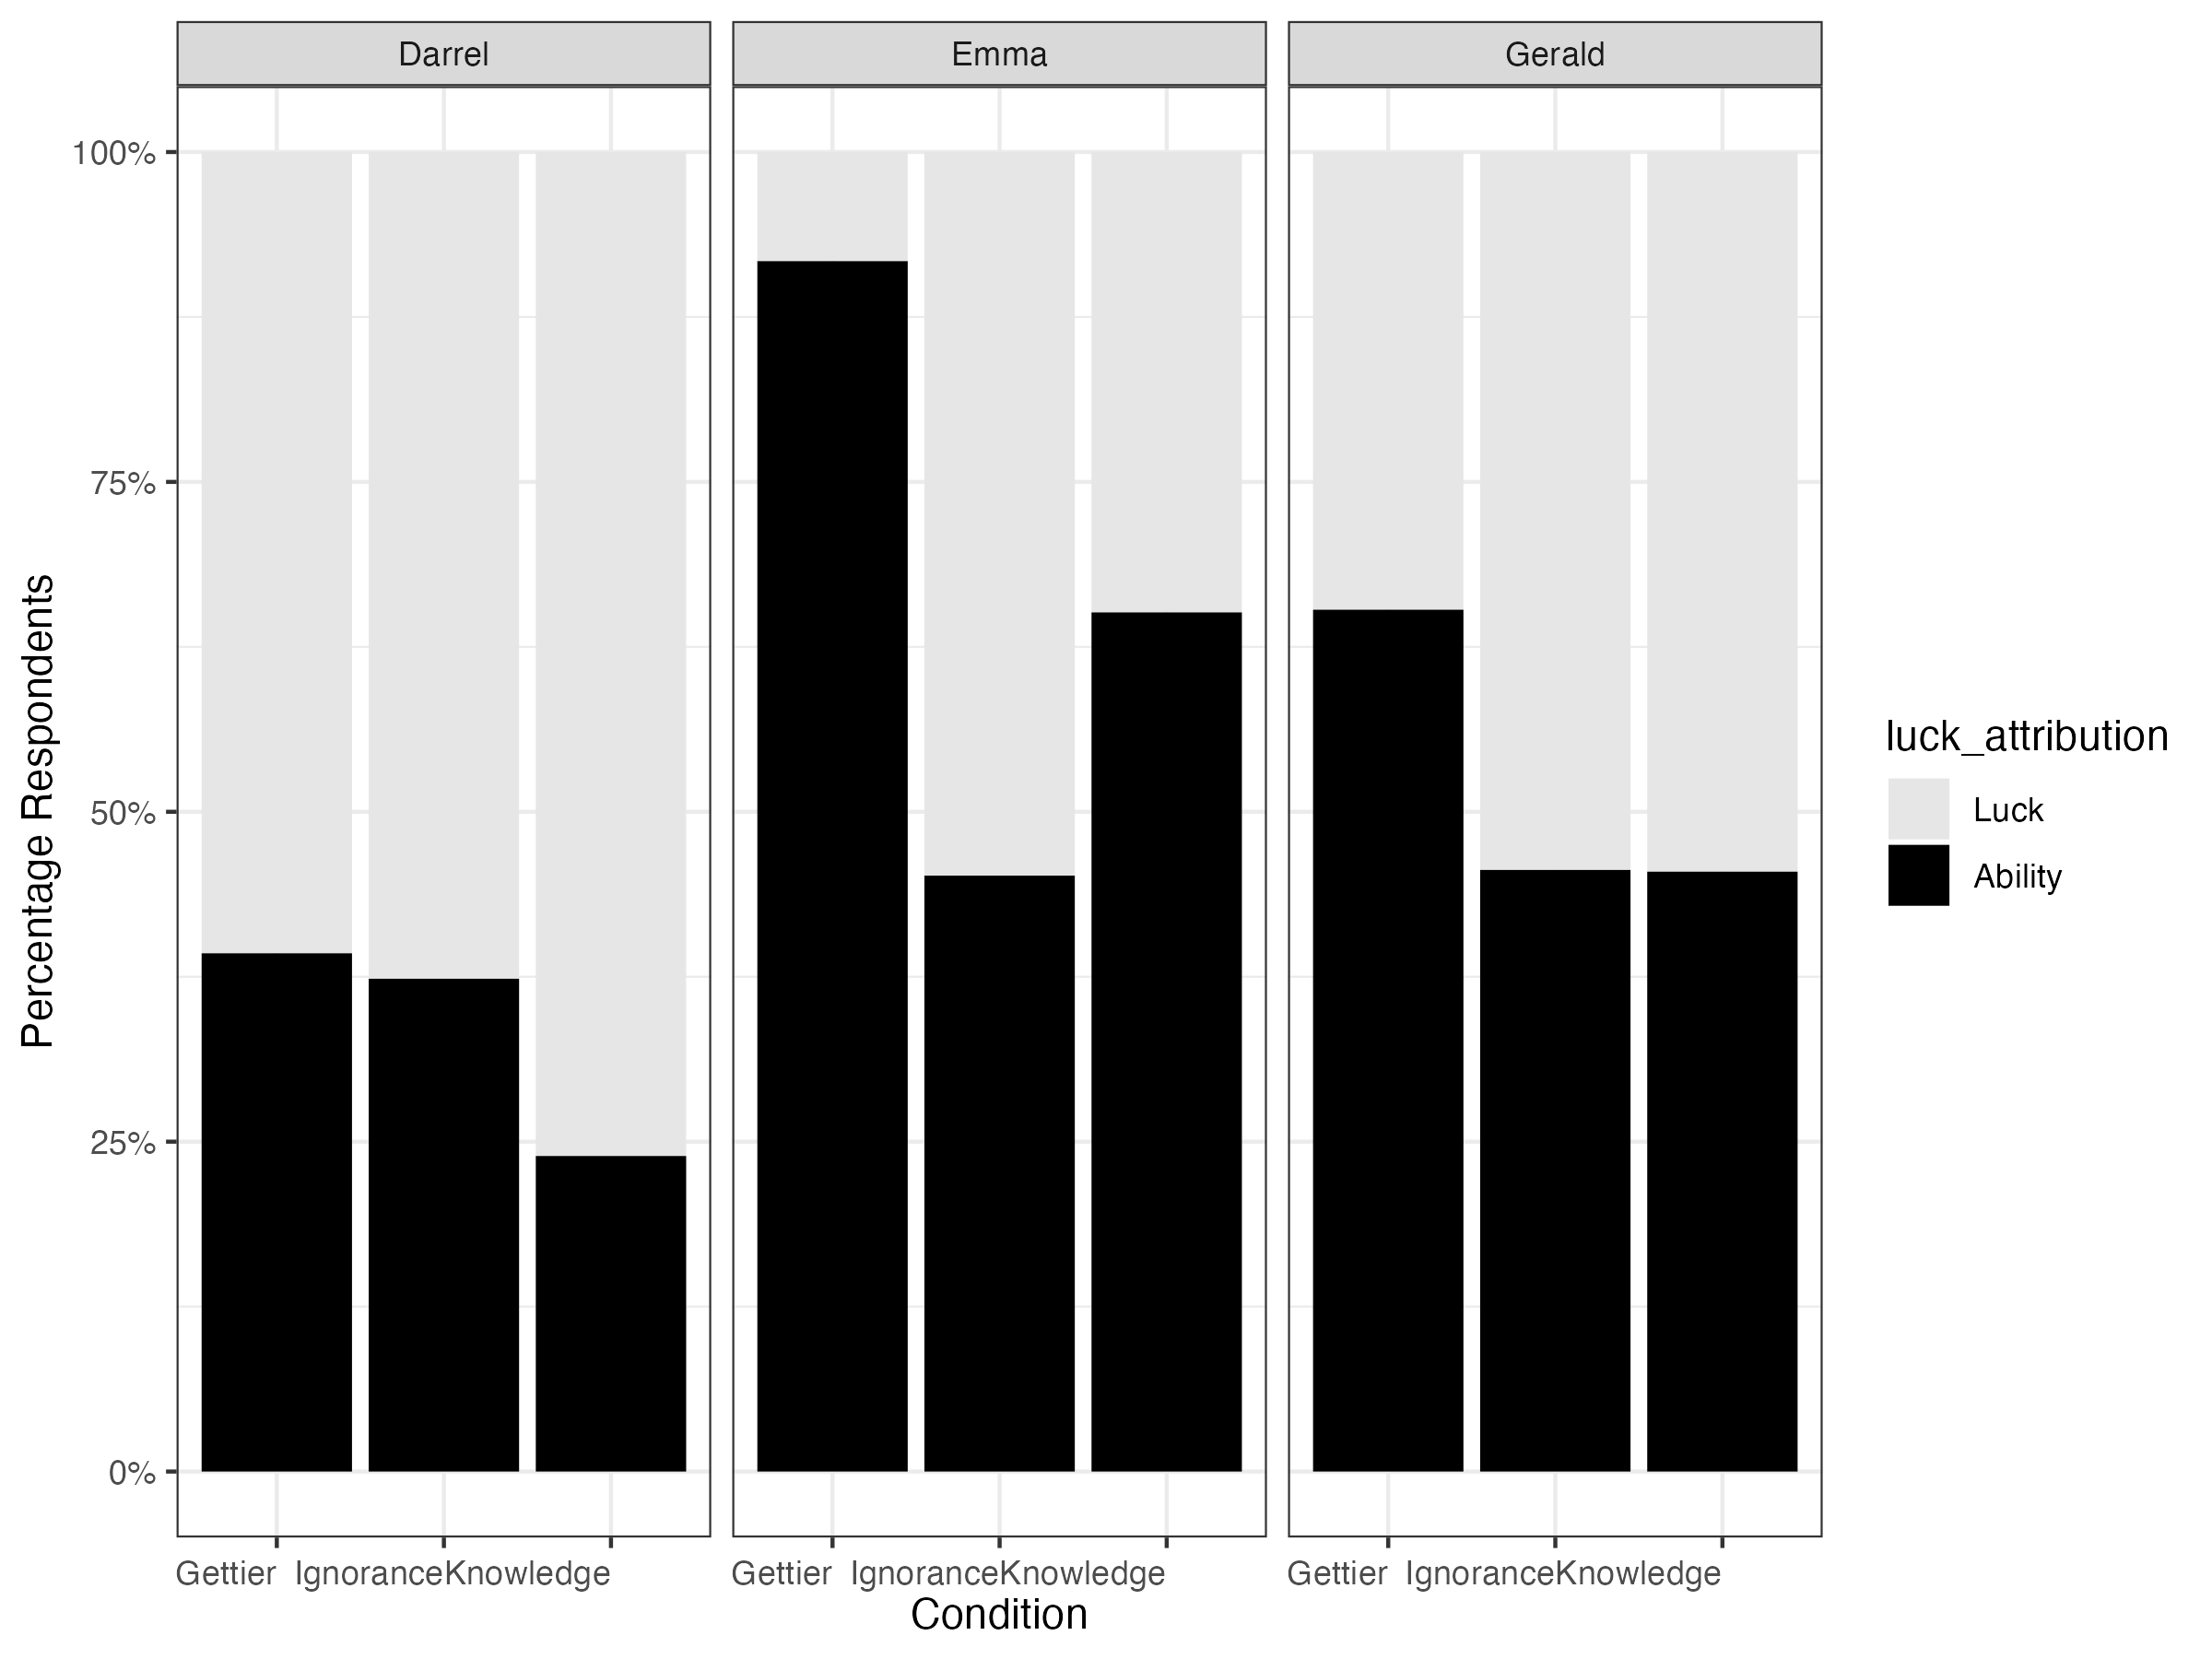 Darrel
Emma
Gerald
100%
75%
50%
25%
0%
Percentage Respondents
Gettier Ignorance Knowledge
Gettier Ignorance Knowledge
Gettier Ignorance Knowledge
Condition
luck_attribution
Luck
Ability